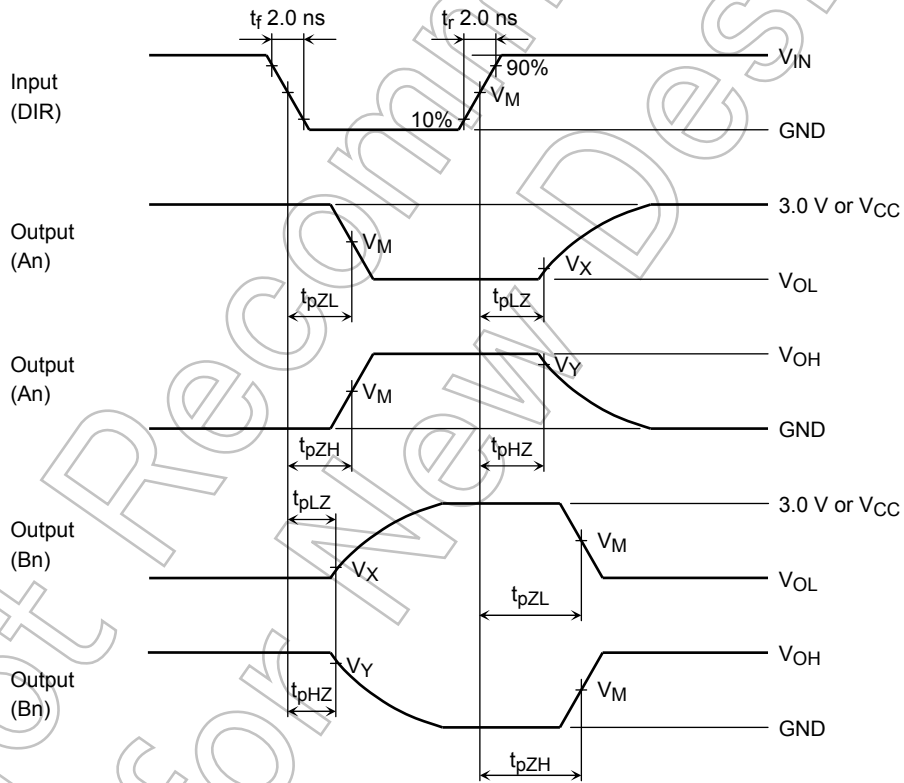 tf 2.0 ns
tr 2.0 ns
Input
(DIR)
VIN
90%
VM
10%
GND
Output
(An)
3.0 V or VCC
VM
VX
VOL
tpZL
tpLZ
Output
(An)
VOH
VY
VM
GND
tpZH
tpHZ
Output
(Bn)
tpLZ
3.0 V or VCC
VM
VX
VOL
tpZL
Output
(Bn)
VOH
VY
VM
tpHZ
GND
tpZH